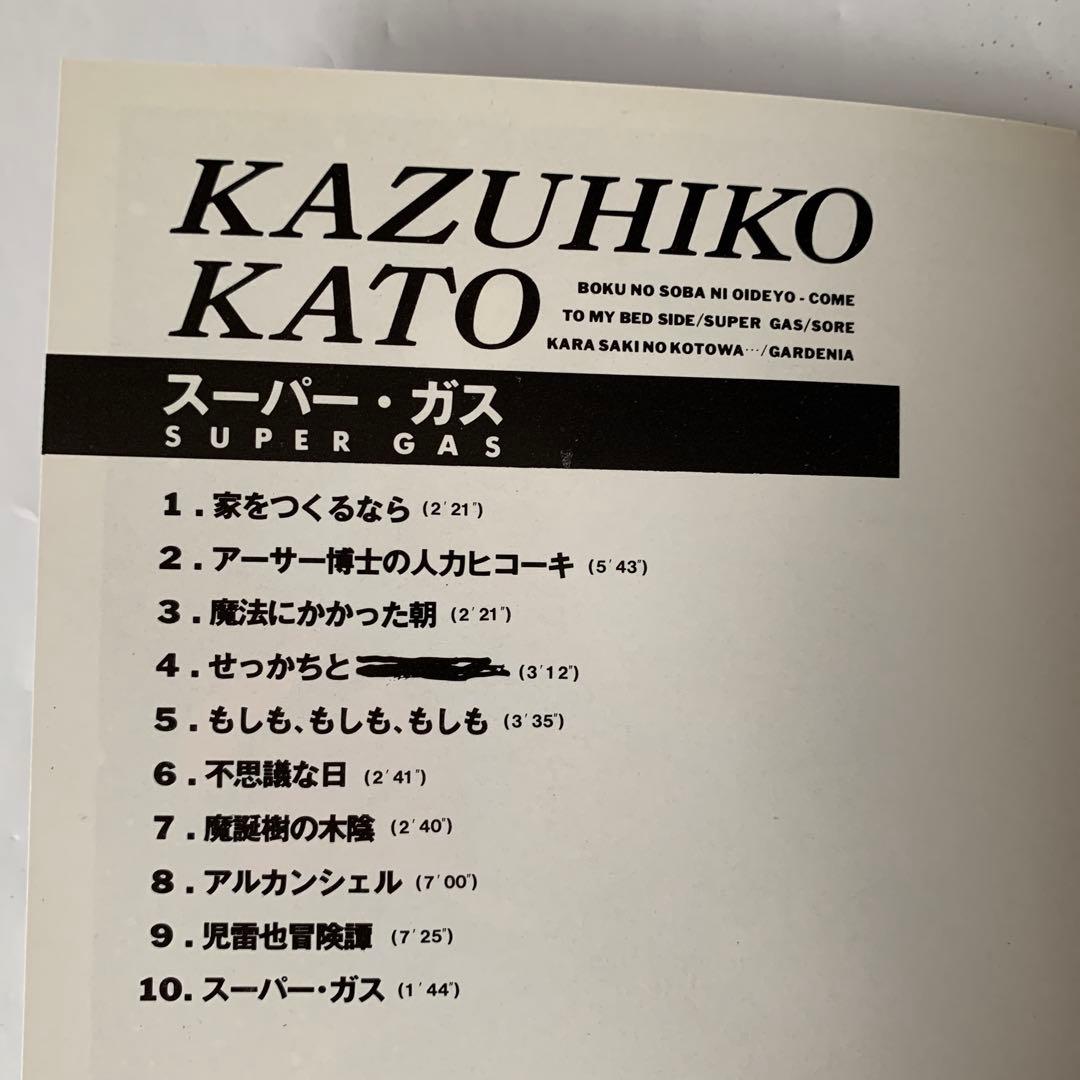 KAZUHIKO
KATO
BOKU NO SOBA NI OIDEYO - COME
TO MY BED SIDE/SUPER GAS/SORE
KARA SAKI NO KOTOWA…/GARDENIA
スーパー・ガス
SUPER GAS
1.家をつくるなら (2'21")
2.アーサー博士の人力ヒコーキ (5'43")
3.魔法にかかった朝 (2'21")
4.せっかちと (3'12")
5.もしも、もしも、もしも (3'35")
6.不思議な日 (2'41")
7.魔誕樹の木陰 (2'40")
8.アルカンシェル (7'00")
9.児雷也冒険譚 (7'25")
10.スーパー・ガス (1'44")